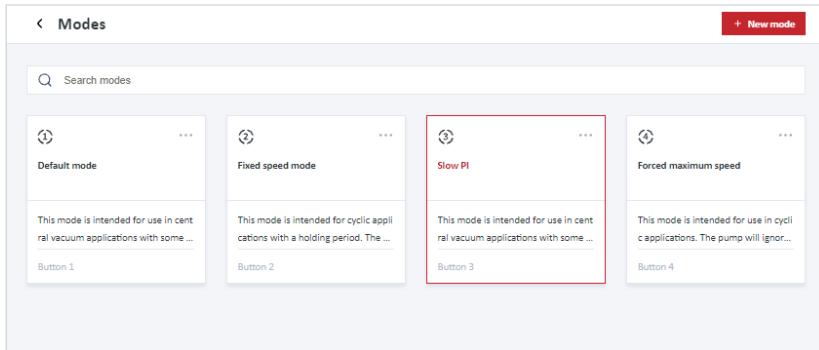 Modes
+ New mode
Search modes
1
Default mode
This mode is intended for use in cent
ral vacuum applications with some ...
Button 1
2
Fixed speed mode
This mode is intended for cyclic appli
cations with a holding period. The ...
Button 2
3
Slow PI
This mode is intended for use in cent
ral vacuum applications with some ...
Button 3
4
Forced maximum speed
This mode is intended for use in cycli
c applications. The pump will ignor...
Button 4